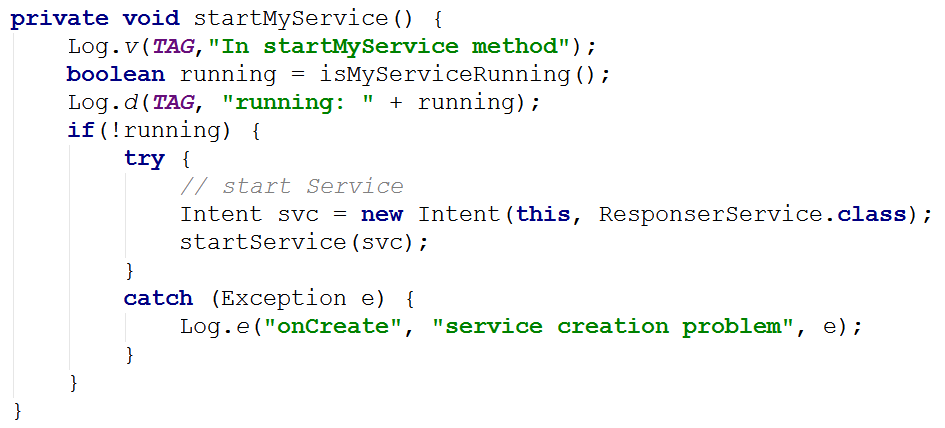 private void startMyService() {
    Log.v(TAG,"In startMyService method");
    boolean running = isMyServiceRunning();
    Log.d(TAG, "running: " + running);
    if(!running) {
        try {
            // start Service
            Intent svc = new Intent(this, ResponserService.class);
            startService(svc);
        }
        catch (Exception e) {
            Log.e("onCreate", "service creation problem", e);
        }
    }
}